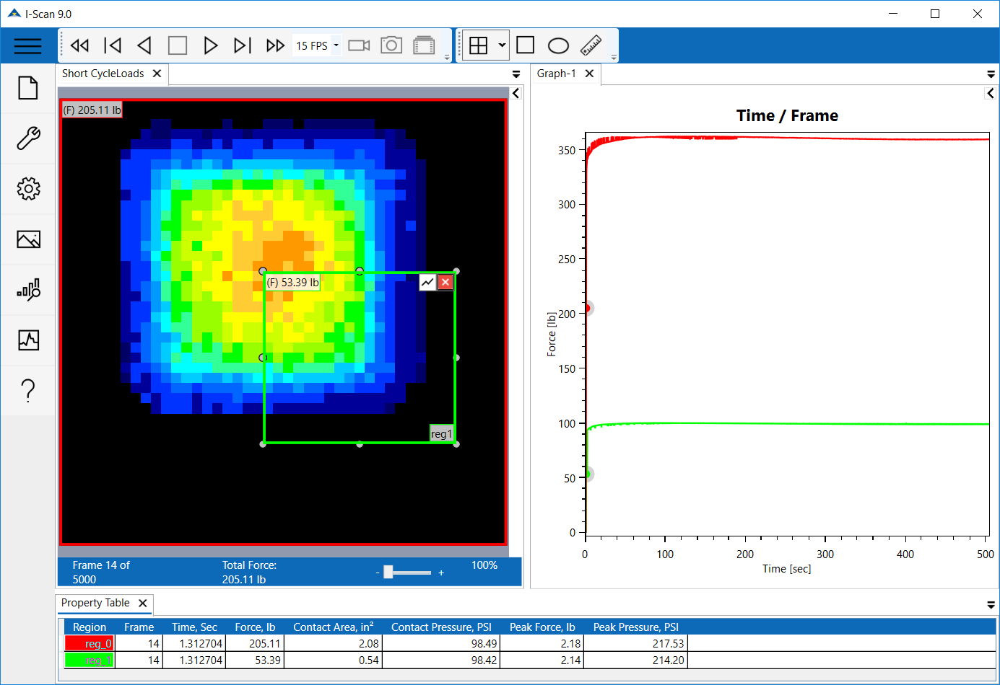 I-Scan 9.0
15 FPS
Short CycleLoads
Graph-1
(F) 205.11 lb
(F) 53.39 lb
reg1
Frame 14 of
5000
Total Force:
205.11 lb
-
+
100%
Time / Frame
350
300
250
200
150
100
50
0
Force [lb]
0 100 200 300 400 500
Time [sec]
Property Table
Region Frame Time, Sec Force, lb Contact Area, in² Contact Pressure, PSI Peak Force, lb Peak Pressure, PSI
reg_0 14 1.312704 205.11 2.08 98.49 2.18 217.53
reg_1 14 1.312704 53.39 0.54 98.42 2.14 214.20